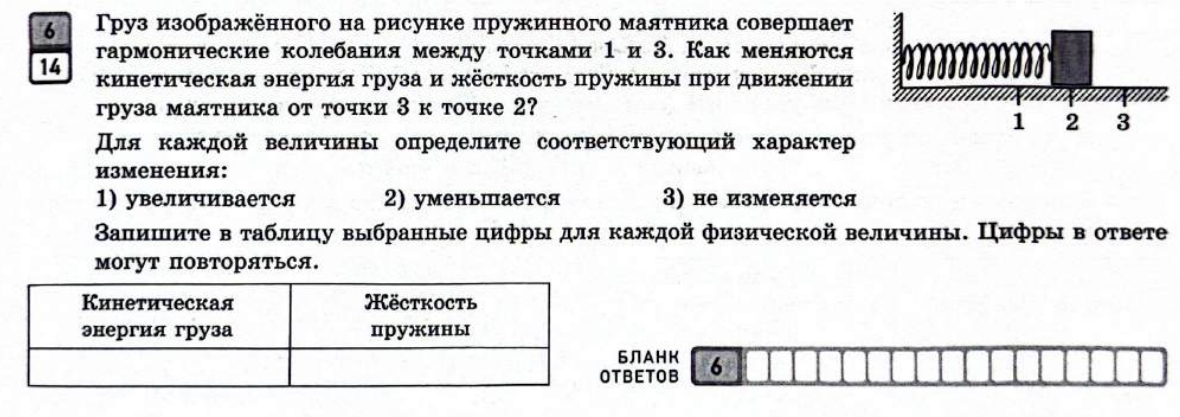 6
14
Груз изображённого на рисунке пружинного маятника совершает
гармонические колебания между точками 1 и 3. Как меняются
кинетическая энергия груза и жёсткость пружины при движении
груза маятника от точки 3 к точке 2?
1 2 3
Для каждой величины определите соответствующий характер
изменения:
1) увеличивается 2) уменьшается 3) не изменяется
Запишите в таблицу выбранные цифры для каждой физической величины. Цифры в ответе
могут повторяться.
Кинетическая
энергия груза
Жёсткость
пружины
БЛАНК
ОТВЕТОВ
6